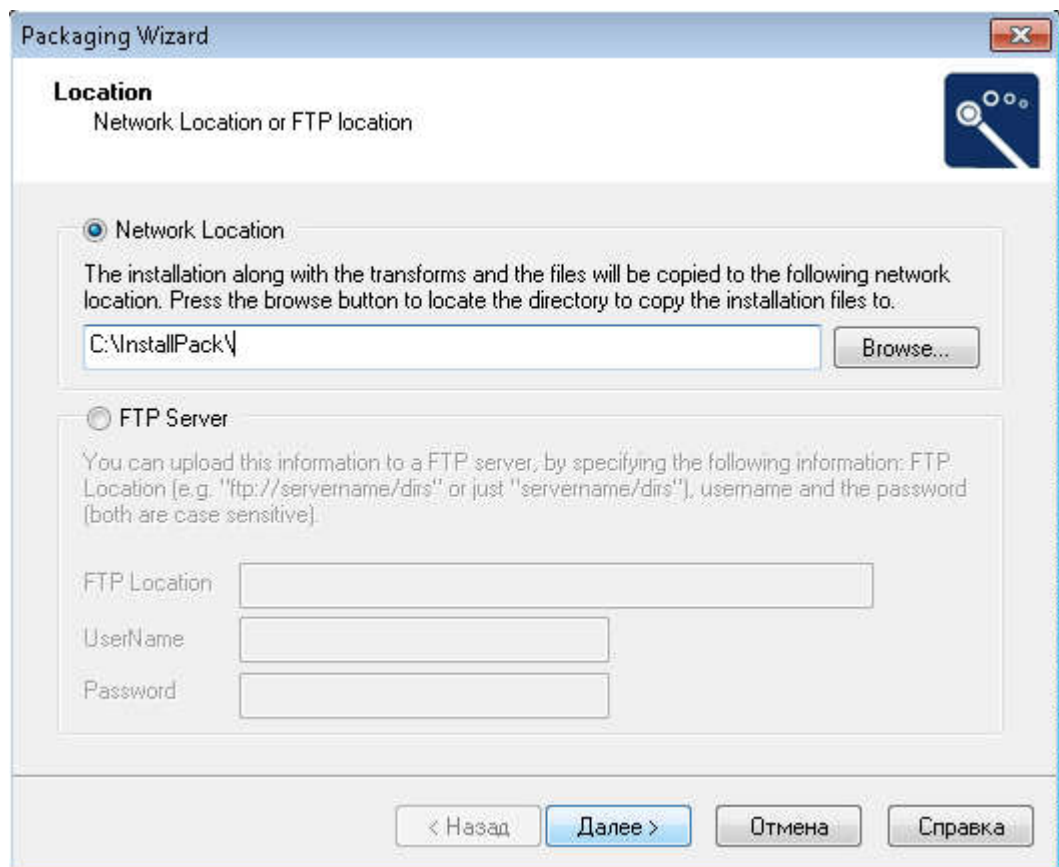 Packaging Wizard
Location
Network Location or FTP location
Network Location
The installation along with the transforms and the files will be copied to the following network
location. Press the browse button to locate the directory to copy the installation files to.
C:\InstallPack\
Browse...
FTP Server
You can upload this information to a FTP server, by specifying the following information: FTP
Location (e.g. "ftp://servername/dirs" or just "servername/dirs"), username and the password
(both are case sensitive).
FTP Location
UserName
Password
< Назад Далее > Отмена Справка